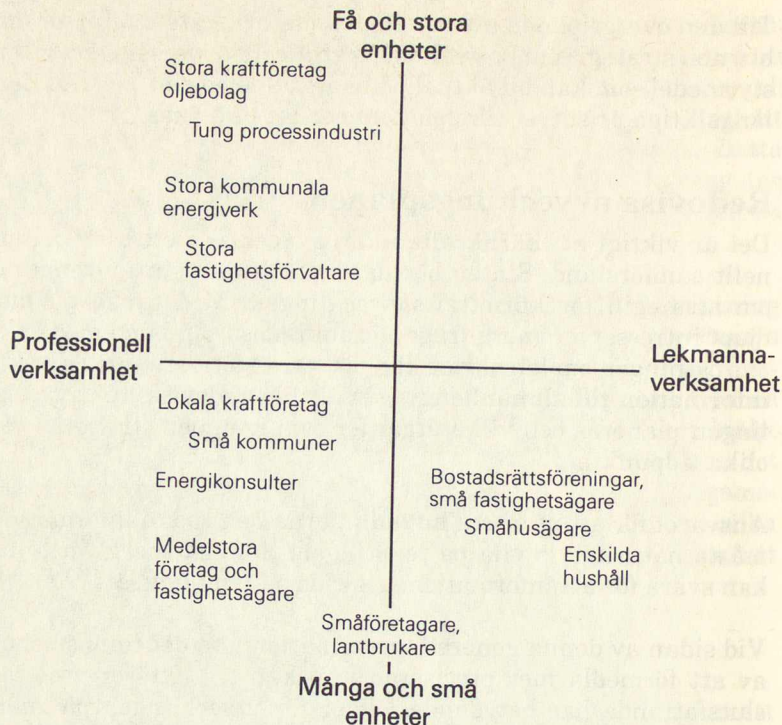 Få och stora
enheter
Stora kraftföretag
oljebolag
Tung processindustri
Stora kommunala
energiverk
Stora
fastighetsförvaltare
Professionell
verksamhet
Lekmanna-
verksamhet
Lokala kraftföretag
Små kommuner
Energikonsulter
Medelstora
företag och
fastighetsägare
Bostadsrättsföreningar,
små fastighetsägare
Småhusägare
Enskilda
hushåll
Småföretagare,
lantbrukare
Många och små
enheter